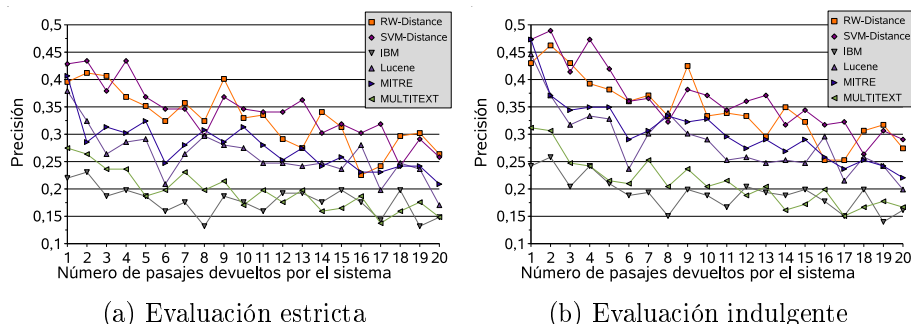 0,5
0,45
0,4
0,35
0,3
0,25
0,2
0,15
0,1
Precisión
RW-Distance
SVM-Distance
IBM
Lucene
MITRE
MULTITEXT
1 2 3 4 5 6 7 8 9 10 11 12 13 14 15 16 17 18 19 20
Número de pasajes devueltos por el sistema
(a) Evaluación estricta
0,5
0,45
0,4
0,35
0,3
0,25
0,2
0,15
0,1
Precisión
RW-Distance
SVM-Distance
IBM
Lucene
MITRE
MULTITEXT
1 2 3 4 5 6 7 8 9 10 11 12 13 14 15 16 17 18 19 20
Número de pasajes devueltos por el sistema
(b) Evaluación indulgente